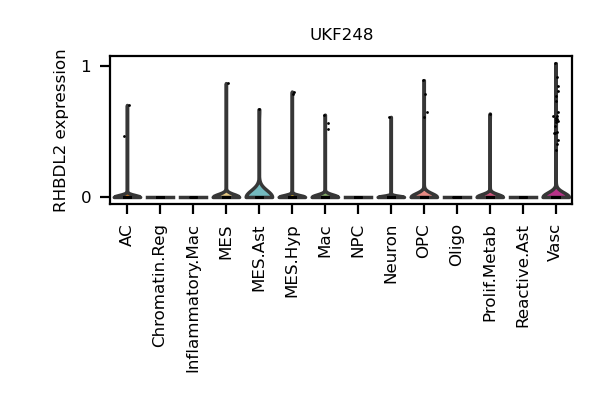 UKF248
RHBDL2 expression
1
0
AC
Chromatin.Reg
Inflammatory.Mac
MES
MES.Ast
MES.Hyp
Mac
NPC
Neuron
OPC
Oligo
Prolif.Metab
Reactive.Ast
Vasc